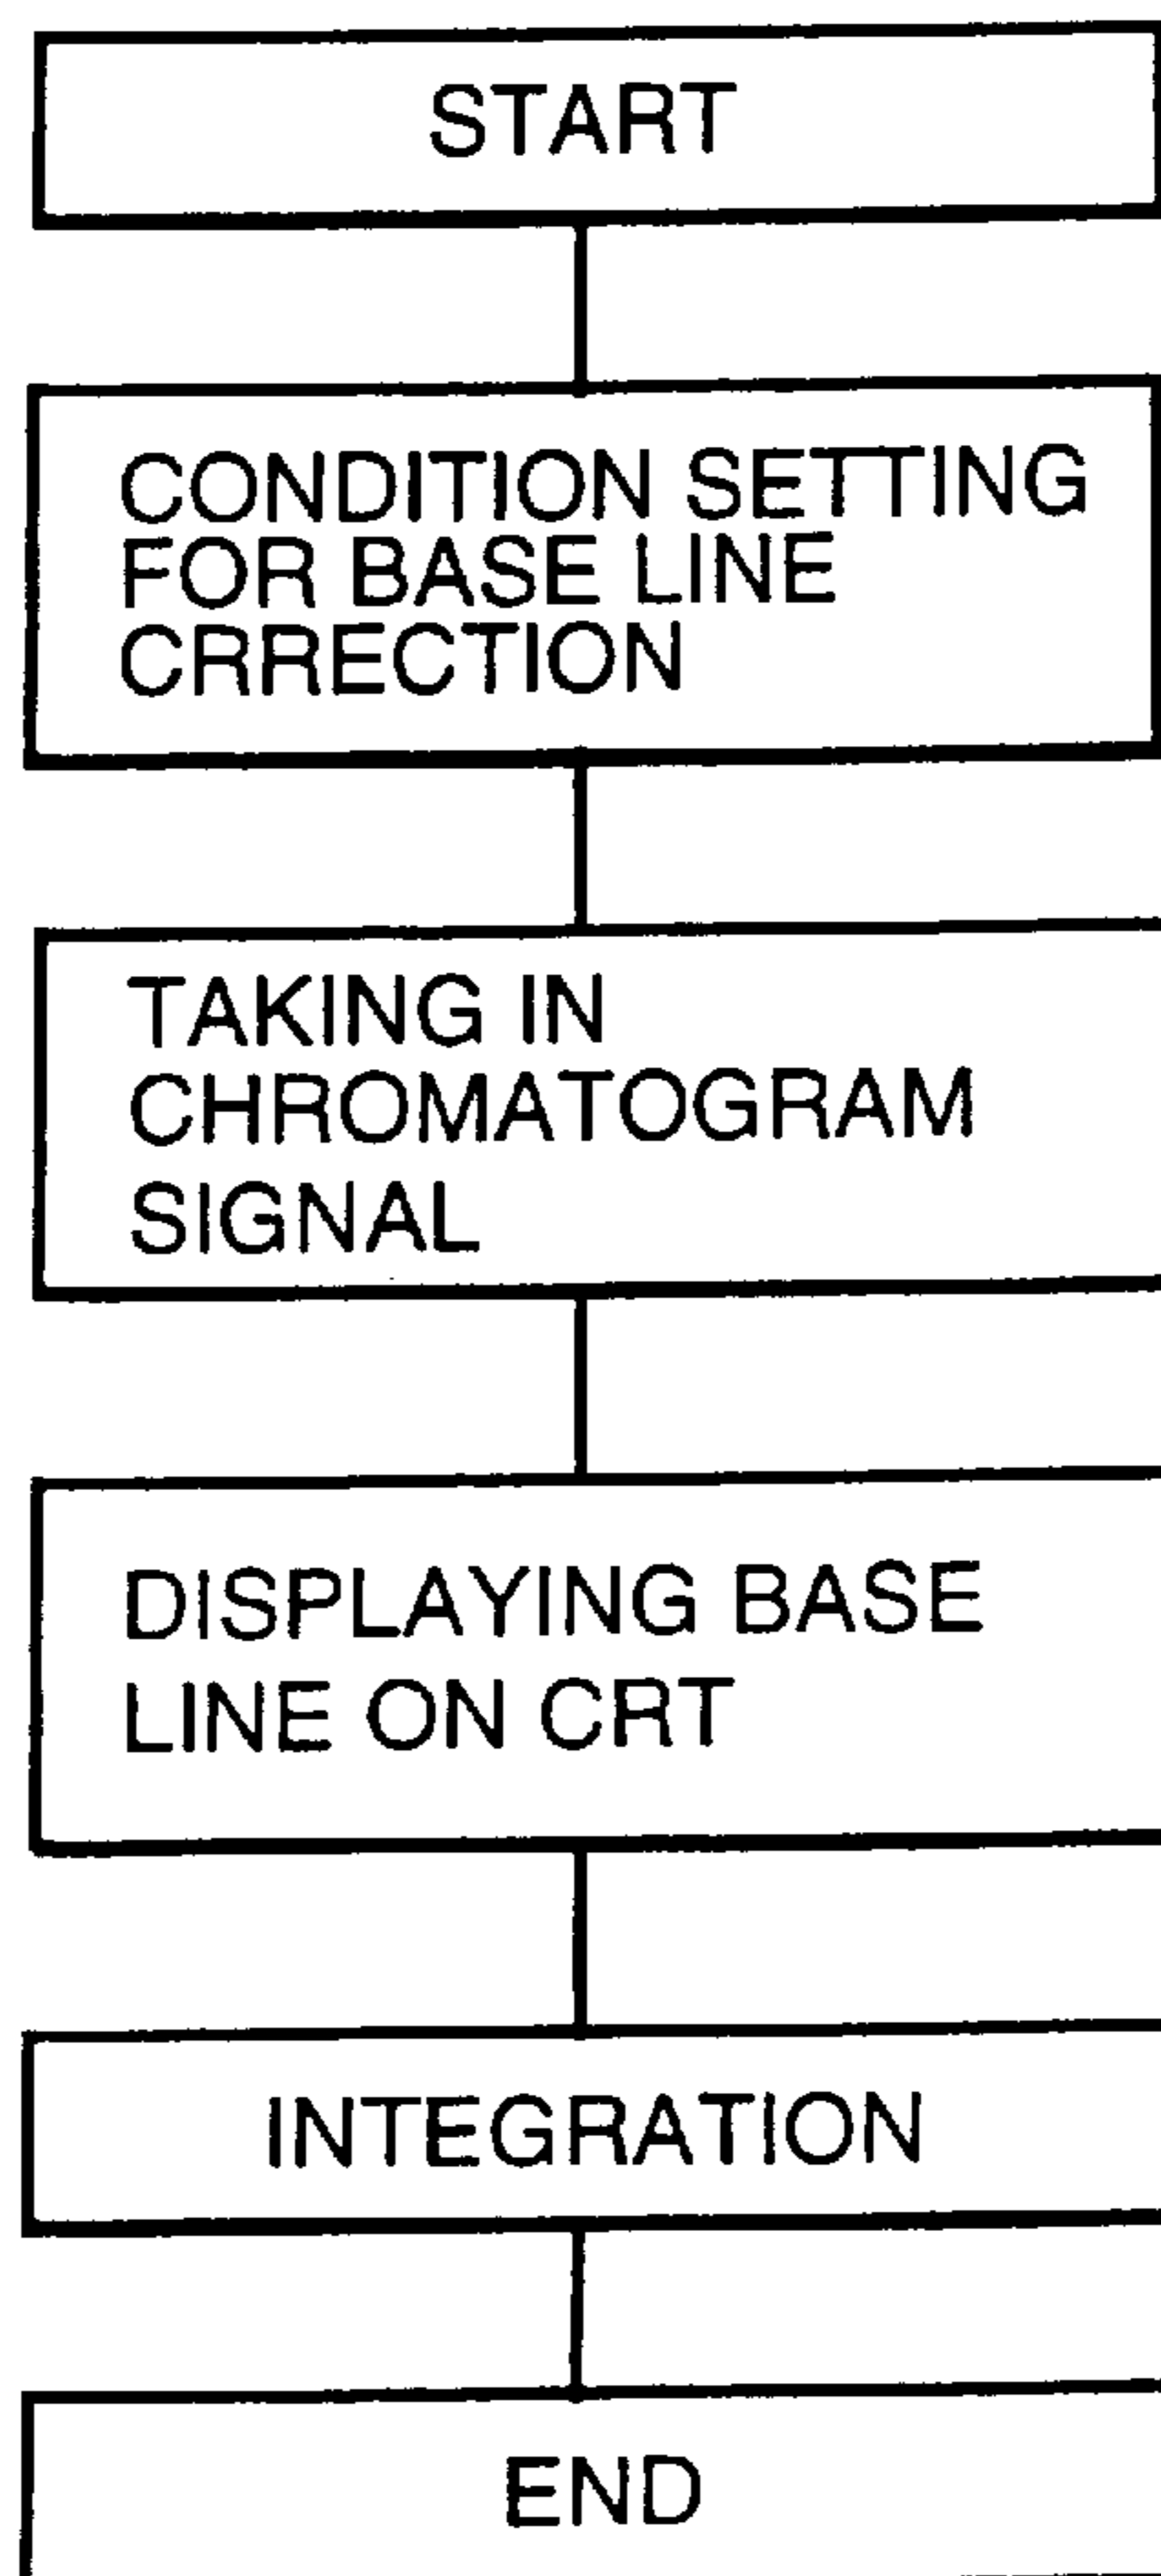 START
CONDITION SETTING
FOR BASE LINE
CRRECTION
TAKING IN
CHROMATOGRAM
SIGNAL
DISPLAYING BASE
LINE ON CRT
INTEGRATION
END